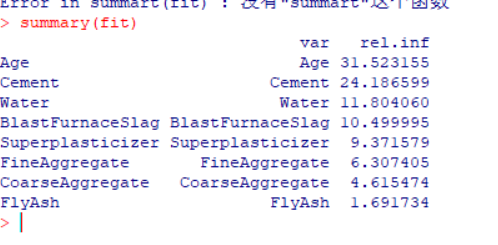 Error in summart(fit) : 没有"summart"这个函数
> summary(fit)
var rel.inf
Age Age 31.523155
Cement Cement 24.186599
Water Water 11.804060
BlastFurnaceSlag BlastFurnaceSlag 10.499995
Superplasticizer Superplasticizer 9.371579
FineAggregate FineAggregate 6.307405
CoarseAggregate CoarseAggregate 4.615474
FlyAsh FlyAsh 1.691734
>